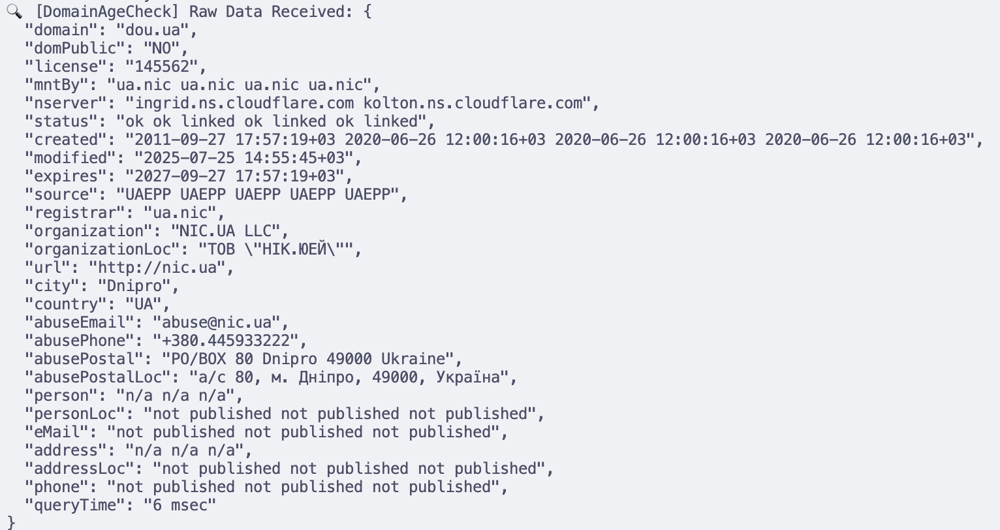 🔍 [DomainAgeCheck] Raw Data Received: {
"domain": "dou.ua",
"domPublic": "NO",
"license": "145562",
"mntBy": "ua.nic ua.nic ua.nic ua.nic",
"nserver": "ingrid.ns.cloudflare.com kolton.ns.cloudflare.com",
"status": "ok ok linked ok linked ok linked",
"created": "2011-09-27 17:57:19+03 2020-06-26 12:00:16+03 2020-06-26 12:00:16+03 2020-06-26 12:00:16+03",
"modified": "2025-07-25 14:55:45+03",
"expires": "2027-09-27 17:57:19+03",
"source": "UAEPP UAEPP UAEPP UAEPP UAEPP",
"registrar": "ua.nic",
"organization": "NIC.UA LLC",
"organizationLoc": "ТОВ \"НІК.ЮЕЙ\"",
"url": "http://nic.ua",
"city": "Dnipro",
"country": "UA",
"abuseEmail": "abuse@nic.ua",
"abusePhone": "+380.445933222",
"abusePostal": "PO/BOX 80 Dnipro 49000 Ukraine",
"abusePostalLoc": "а/с 80, м. Дніпро, 49000, Україна",
"person": "n/a n/a n/a",
"personLoc": "not published not published not published",
"eMail": "not published not published not published",
"address": "n/a n/a n/a",
"addressLoc": "not published not published not published",
"phone": "not published not published not published",
"queryTime": "6 msec"
}